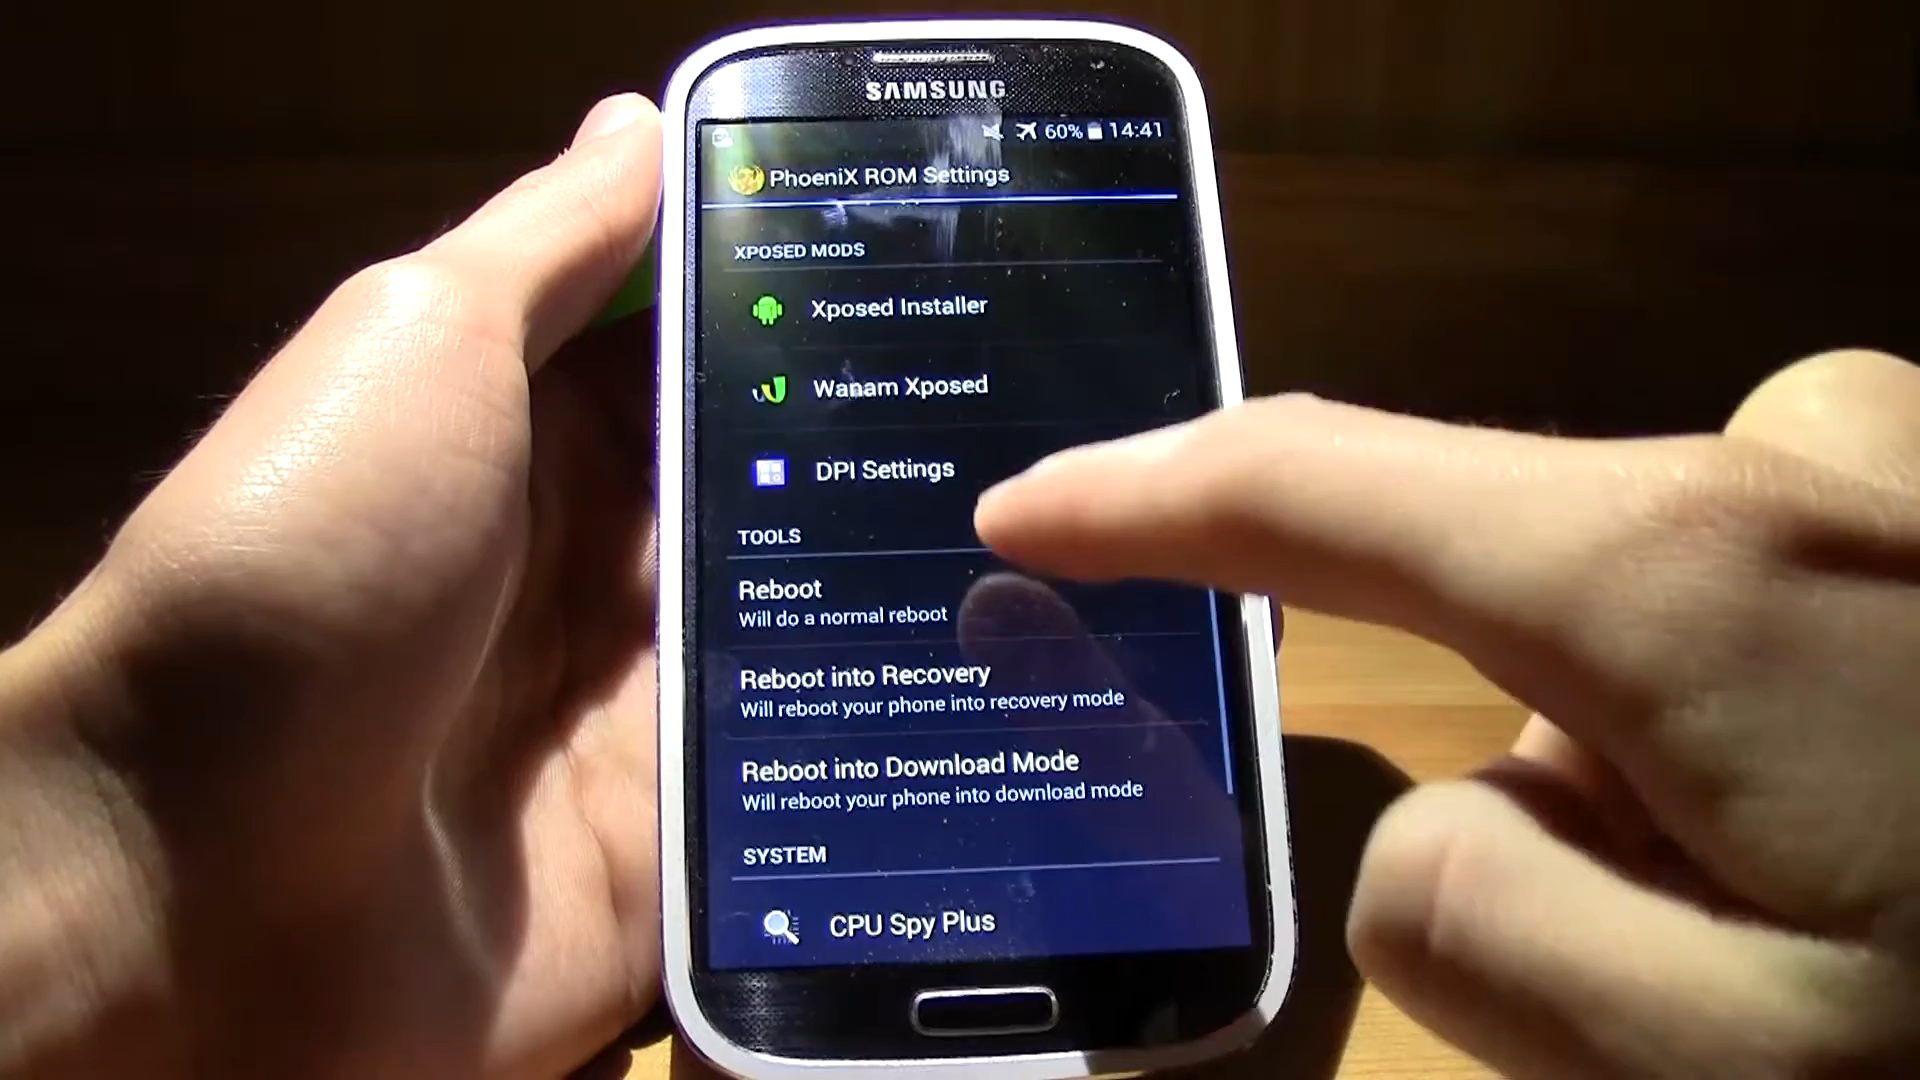 SAMSUNG
60% 14:41
PhoeniX ROM Settings
XPOSED MODS
Xposed Installer
Wanam Xposed
DPI Settings
TOOLS
Reboot
Will do a normal reboot
Reboot into Recovery
Will reboot your phone into recovery mode
Reboot into Download Mode
Will reboot your phone into download mode
SYSTEM
CPU Spy Plus